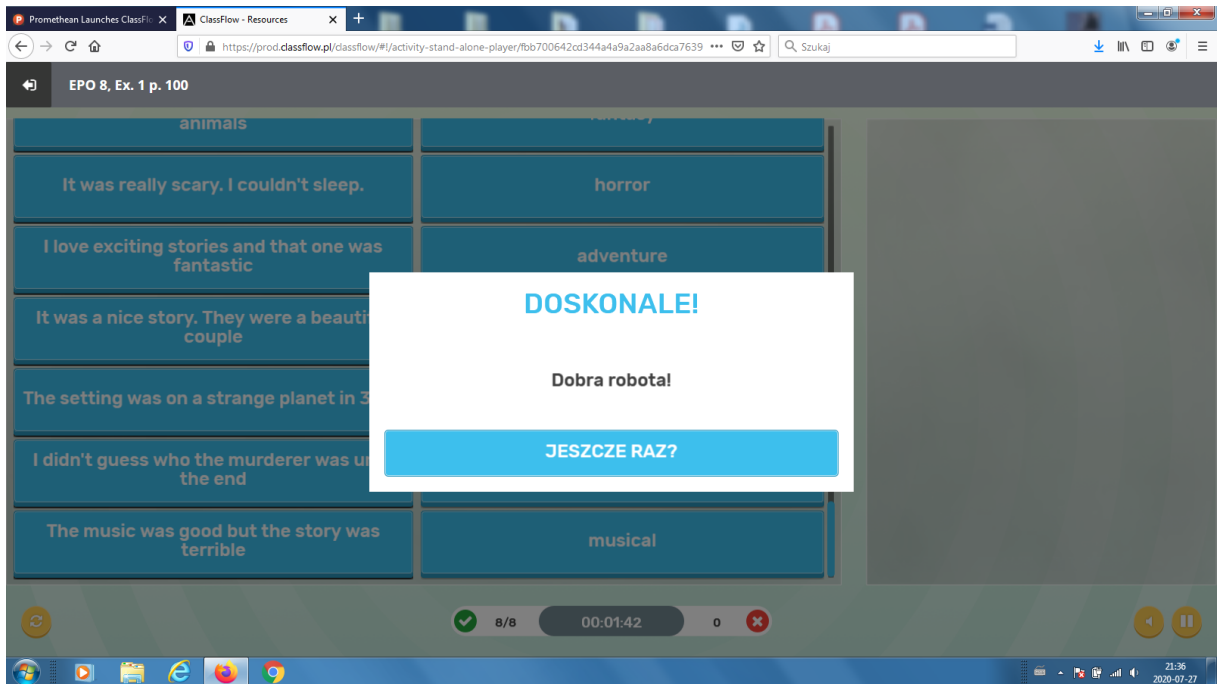 Promethean Launches ClassFlo
ClassFlow - Resources
https://prod.classflow.pl/classflow/#!/activity-stand-alone-player/fbb700642cd344a4a9a2aa8a6dca7639
Szukaj
EPO 8, Ex. 1 p. 100
animals
It was really scary. I couldn't sleep.
horror
I love exciting stories and that one was
fantastic
adventure
It was a nice story. They were a beauti
couple
The setting was on a strange planet in 3
I didn't guess who the murderer was un
the end
The music was good but the story was
terrible
musical
DOSKONALE!
Dobra robota!
JESZCZE RAZ?
8/8
00:01:42
0
21:36
2020-07-27